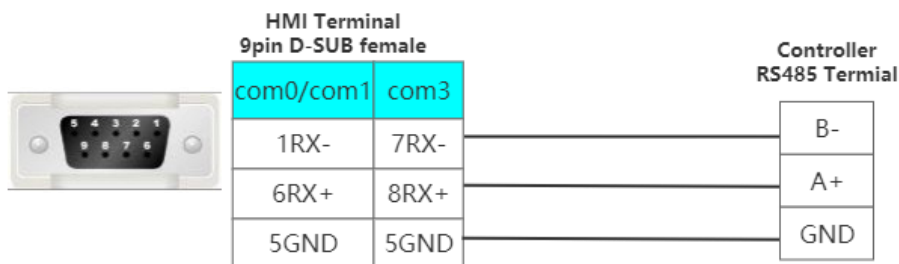 HMI Terminal
9pin D-SUB female
Controller
RS485 Termial
com0/com1 com3
5 4 3 2 1
9 8 7 6
1RX- 7RX- B-
6RX+ 8RX+ A+
5GND 5GND GND